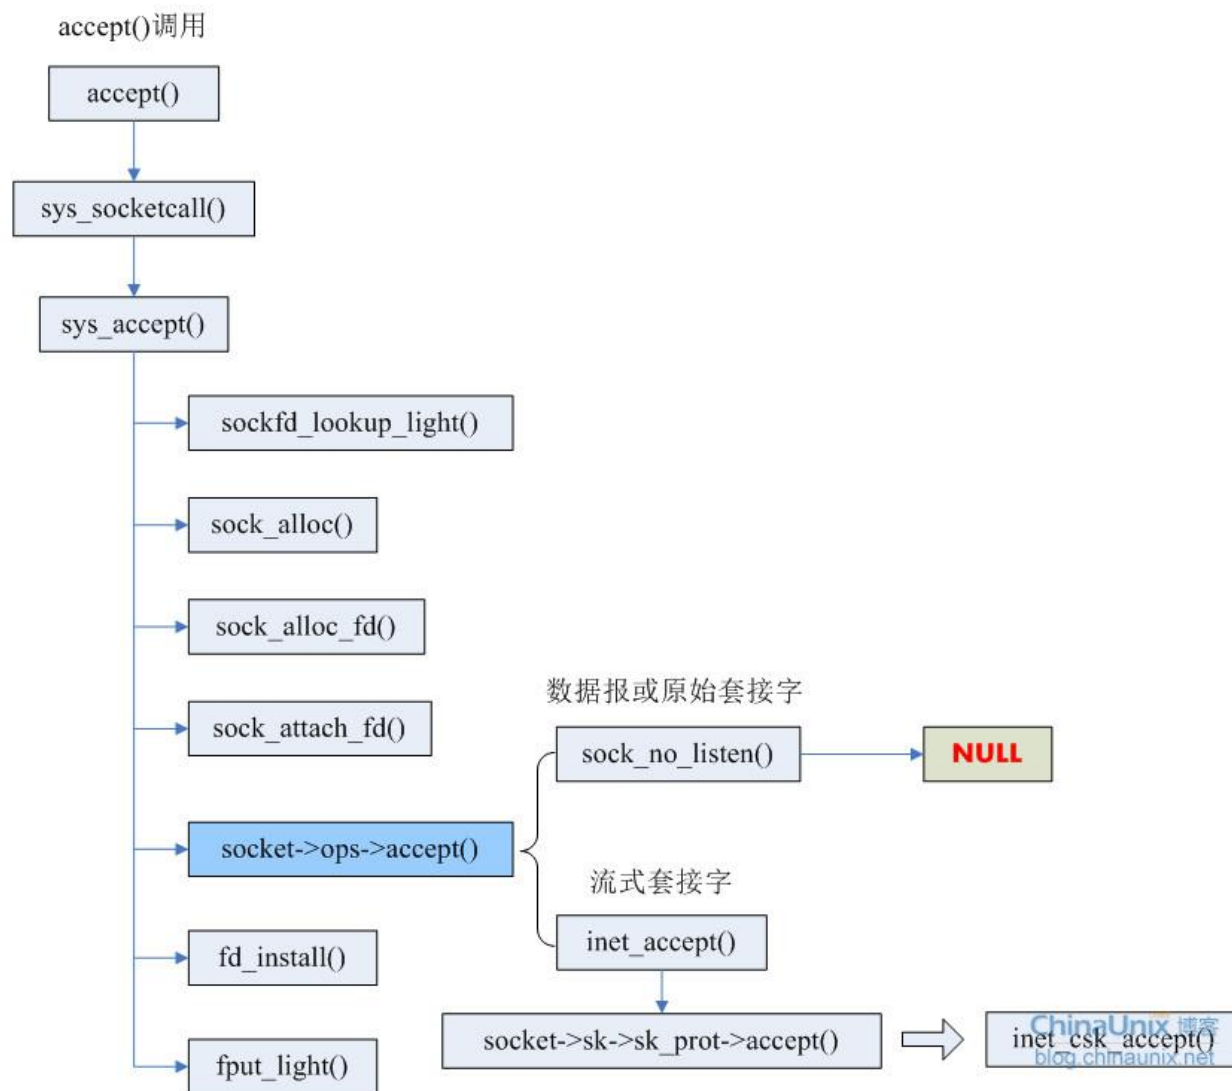 accept()调用
accept()
sys_socketcall()
sys_accept()
sockfd_lookup_light()
sock_alloc()
sock_alloc_fd()
sock_attach_fd()
数据报或原始套接字
sock_no_listen()
NULL
socket->ops->accept()
流式套接字
inet_accept()
fd_install()
socket->sk->sk_prot->accept()
inet_csk_accept()
ChinaUnix 博客
blog.chinaunix.net
fput_light()